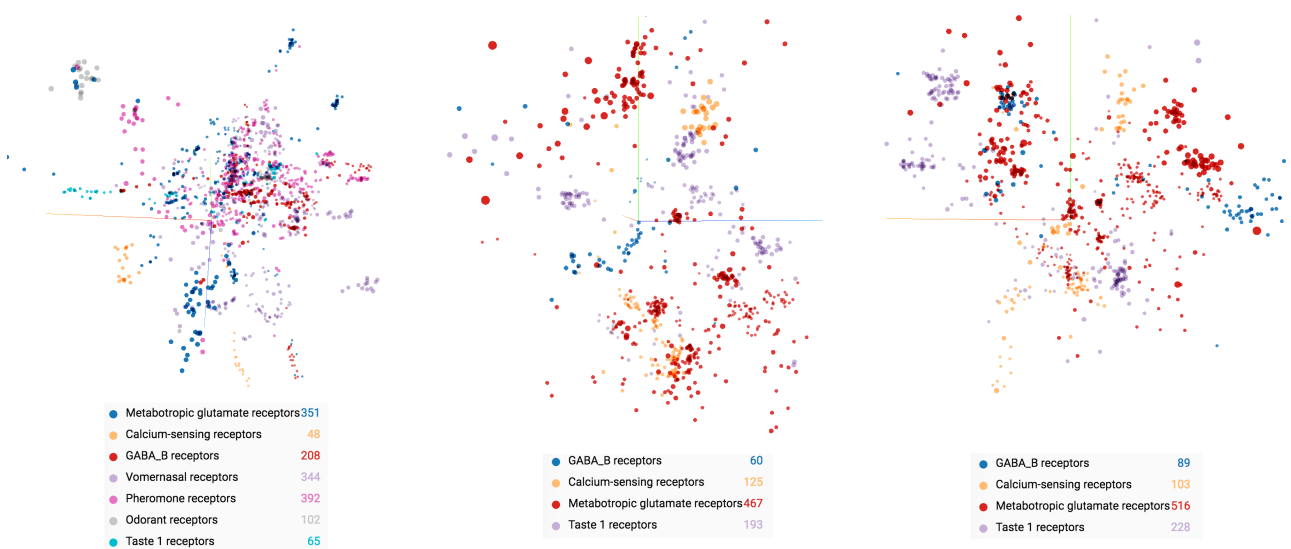 Metabotropic glutamate receptors 351
Calcium-sensing receptors 48
GABA_B receptors 208
Vomernasal receptors 344
Pheromone receptors 392
Odorant receptors 102
Taste 1 receptors 65
GABA_B receptors 60
Calcium-sensing receptors 125
Metabotropic glutamate receptors 467
Taste 1 receptors 193
GABA_B receptors 89
Calcium-sensing receptors 103
Metabotropic glutamate receptors 516
Taste 1 receptors 228